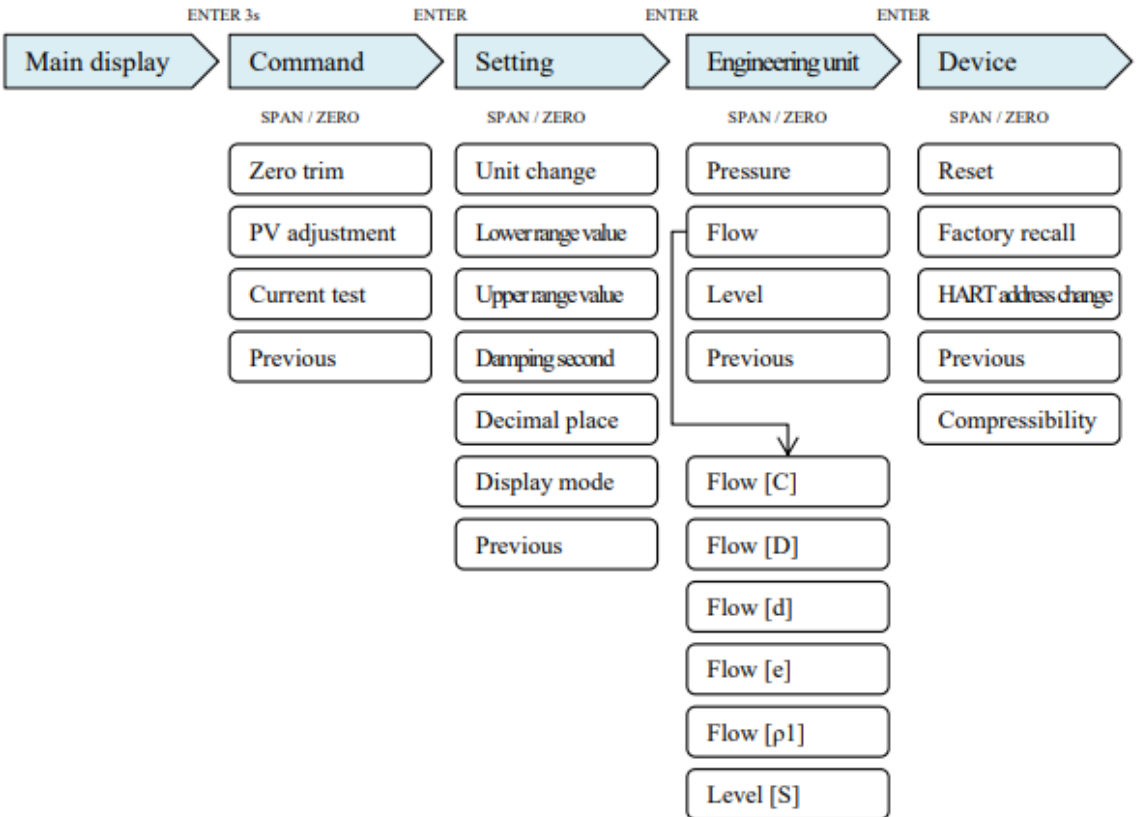 ENTER 3s
ENTER
ENTER
ENTER
Main display
Command
Setting
Engineering unit
Device
SPAN / ZERO
SPAN / ZERO
SPAN / ZERO
SPAN / ZERO
Zero trim
Unit change
Pressure
Reset
PV adjustment
Lower range value
Flow
Factory recall
Current test
Upper range value
Level
HART address change
Previous
Damping second
Previous
Previous
Decimal place
Compressibility
Display mode
Flow [C]
Previous
Flow [D]
Flow [d]
Flow [e]
Flow [ρ1]
Level [S]